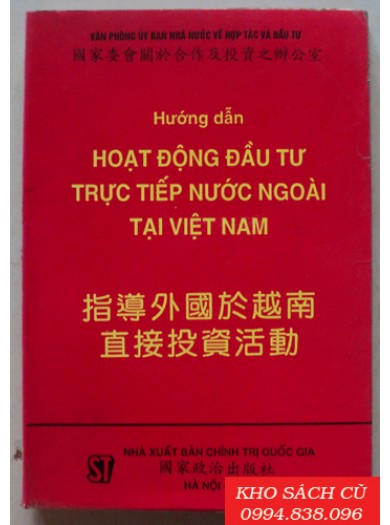 VĂN PHÒNG ỦY BAN NHÀ NƯỚC VỀ HỢP TÁC VÀ ĐẦU TƯ
國家委會關於合作及投資之辦公室
Hướng dẫn
HOẠT ĐỘNG ĐẦU TƯ
TRỰC TIẾP NƯỚC NGOÀI
TẠI VIỆT NAM
指導外國於越南
直接投資活動
ST
NHÀ XUẤT BẢN CHÍNH TRỊ QUỐC GIA
國家政治出版社
HÀ NỘI
KHO SÁCH CŨ
0994.838.096